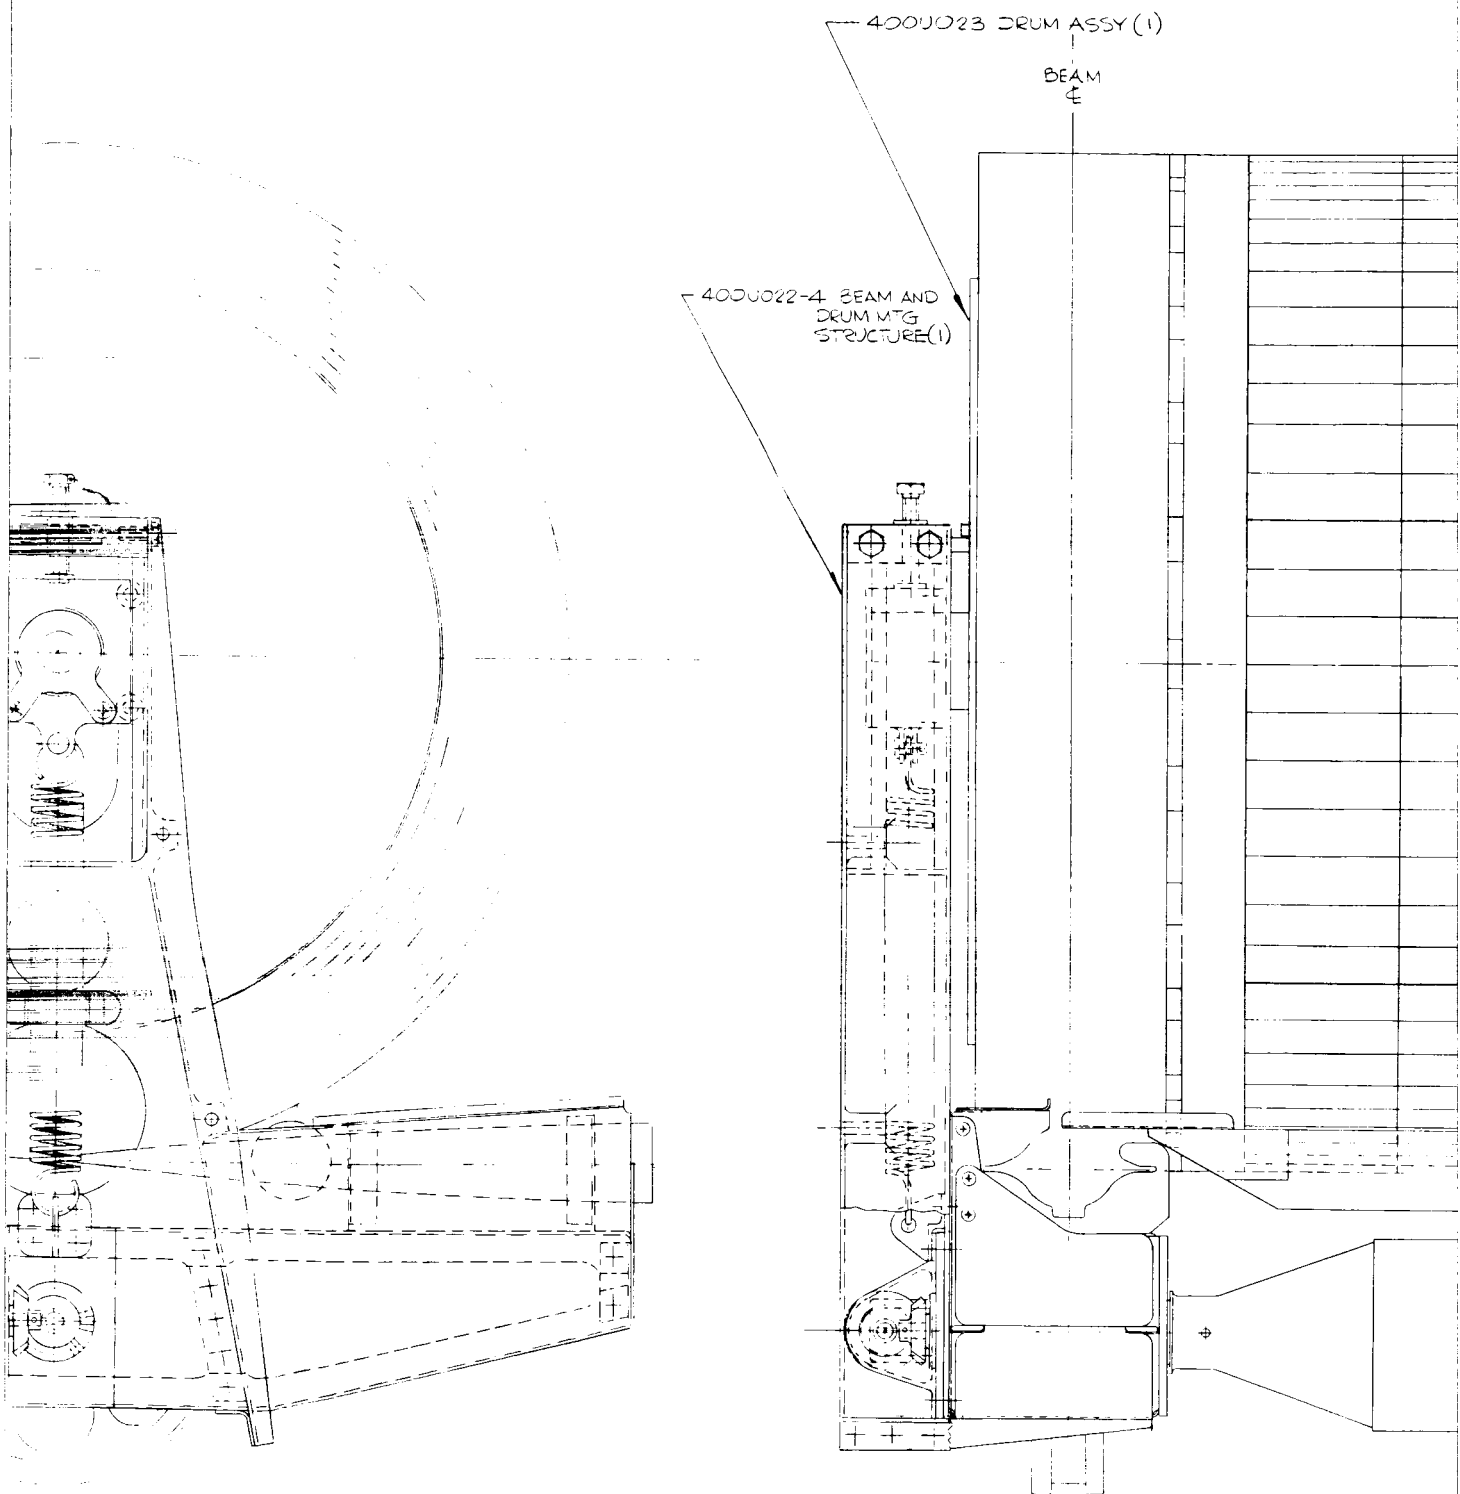 400U023 DRUM ASSY (1)
BEAM
℄
400U022-4 BEAM AND
DRUM MTG
STRUCTURE(1)